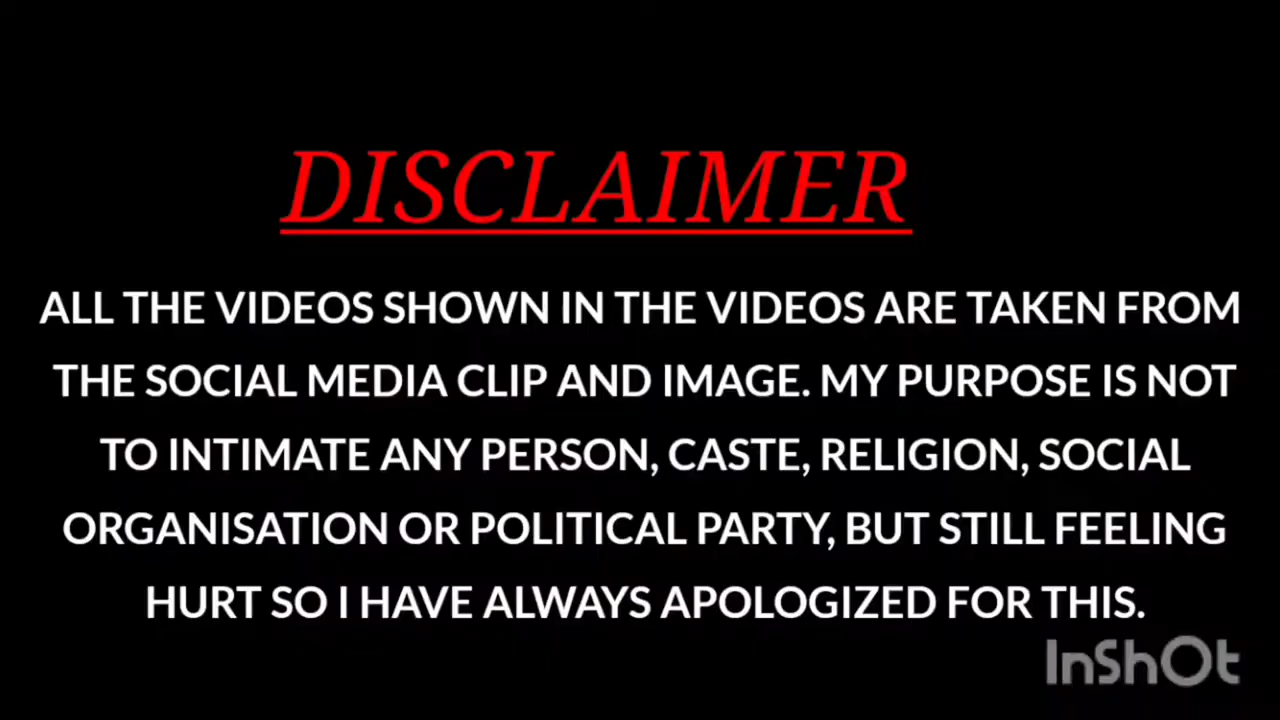 DISCLAIMER
ALL THE VIDEOS SHOWN IN THE VIDEOS ARE TAKEN FROM
THE SOCIAL MEDIA CLIP AND IMAGE. MY PURPOSE IS NOT
TO INTIMATE ANY PERSON, CASTE, RELIGION, SOCIAL
ORGANISATION OR POLITICAL PARTY, BUT STILL FEELING
HURT SO I HAVE ALWAYS APOLOGIZED FOR THIS.
InShOt